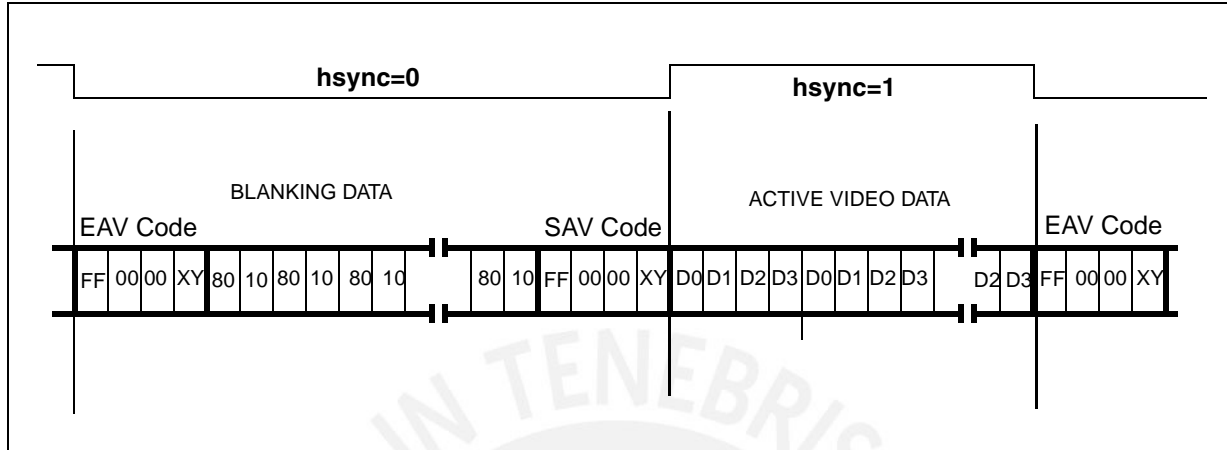 hsync=0
hsync=1
BLANKING DATA
ACTIVE VIDEO DATA
EAV Code
SAV Code
EAV Code
FF 00 00 XY 80 10 80 10 80 10 80 10 FF 00 00 XY D0 D1 D2 D3 D0 D1 D2 D3 D2 D3 FF 00 00 XY
IN TENEBRIS